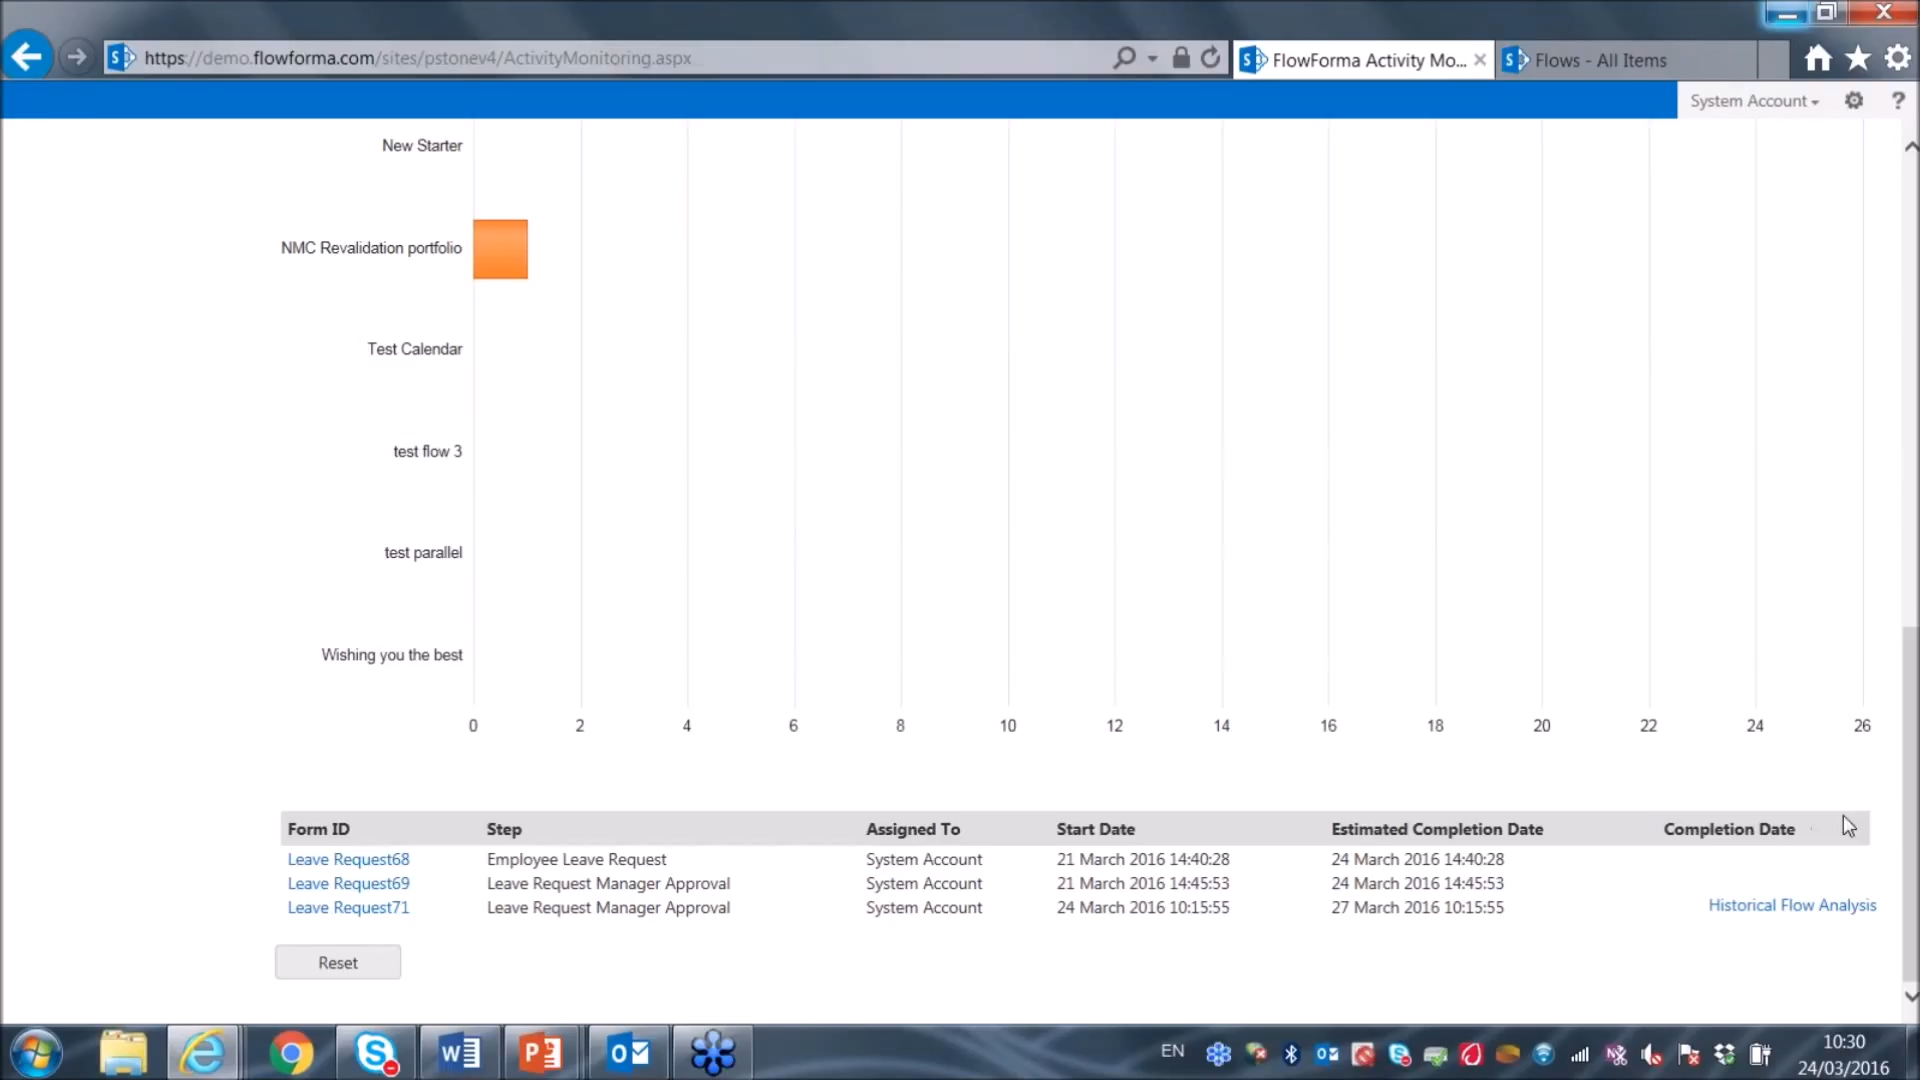 https://demo.flowforma.com/sites/pstonev4/ActivityMonitoring.aspx
FlowForma Activity Mo...
Flows - All Items
System Account
New Starter
NMC Revalidation portfolio
Test Calendar
test flow 3
test parallel
Wishing you the best
0 2 4 6 8 10 12 14 16 18 20 22 24 26
Form ID Step Assigned To Start Date Estimated Completion Date Completion Date
Leave Request68 Employee Leave Request System Account 21 March 2016 14:40:28 24 March 2016 14:40:28
Leave Request69 Leave Request Manager Approval System Account 21 March 2016 14:45:53 24 March 2016 14:45:53
Leave Request71 Leave Request Manager Approval System Account 24 March 2016 10:15:55 27 March 2016 10:15:55
Historical Flow Analysis
Reset
EN
10:30
24/03/2016